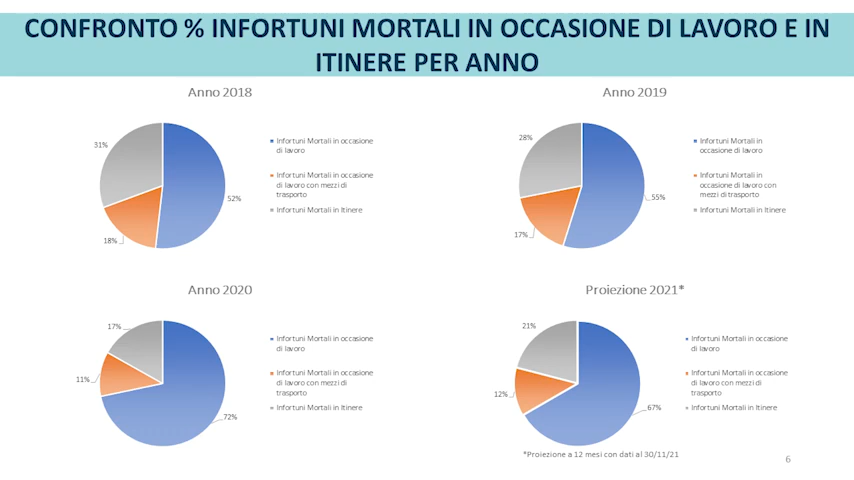 CONFRONTO % INFORTUNI MORTALI IN OCCASIONE DI LAVORO E IN
ITINERE PER ANNO
Anno 2018
31%
52%
18%
Infortuni Mortali in occasione
di lavoro
Infortuni Mortali in occasione
di lavoro con mezzi di
trasporto
Infortuni Mortali in Itinere
Anno 2019
28%
55%
17%
Infortuni Mortali in
occasione di lavoro
Infortuni Mortali in
occasione di lavoro con
mezzi di trasporto
Infortuni Mortali in Itinere
Anno 2020
17%
11%
72%
Infortuni Mortali in occasione
di lavoro
Infortuni Mortali in occasione
di lavoro con mezzi di
trasporto
Infortuni Mortali in Itinere
Proiezione 2021*
21%
12%
67%
Infortuni Mortali in occasione
di lavoro
Infortuni Mortali in occasione
di lavoro con mezzi di
trasporto
Infortuni Mortali in Itinere
*Proiezione a 12 mesi con dati al 30/11/21
6